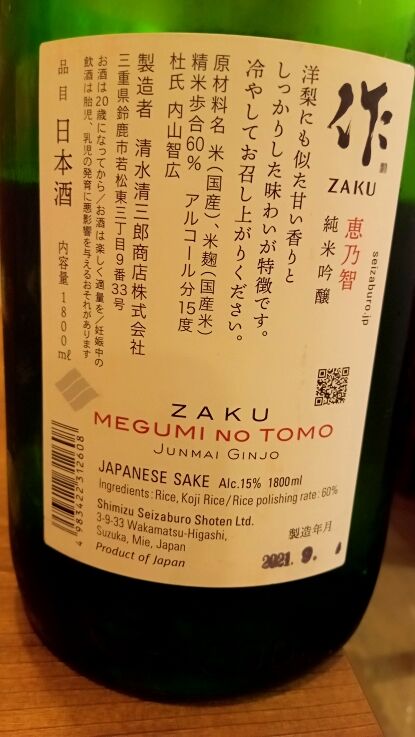 作
ZAKU
恵乃智
純米吟醸
seizaburo.jp
洋梨にも似た甘い香りと
しっかりした味わいが特徴です。
冷やしてお召し上がりください。
原材料名 米(国産)、米麹(国産米)
精米歩合60% アルコール分15度
杜氏 内山智広
製造者 清水清三郎商店株式会社
三重県鈴鹿市若松東三丁目9番33号
お酒は20歳になってから/お酒は楽しく適量を/妊娠中の
飲酒は胎児、乳児の発育に悪影響を与えるおそれがあります
品目 日本酒 内容量1800mℓ
ZAKU
MEGUMI NO TOMO
JUNMAI GINJO
JAPANESE SAKE Alc.15% 1800ml
Ingredients:Rice, Koji Rice/Rice polishing rate:60%
Shimizu Seizaburo Shoten Ltd.
3-9-33 Wakamatsu-Higashi,
Suzuka, Mie, Japan
Product of Japan
製造年月
2021. 9.
4 983422 312608